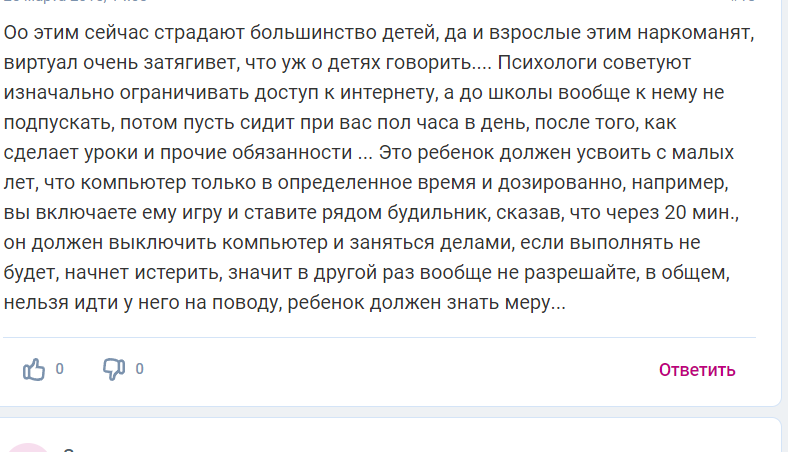 Оо этим сейчас страдают большинство детей, да и взрослые этим наркоманят,
виртуал очень затягивет, что уж о детях говорить.... Психологи советуют
изначально ограничивать доступ к интернету, а до школы вообще к нему не
подпускать, потом пусть сидит при вас пол часа в день, после того, как
сделает уроки и прочие обязанности ... Это ребенок должен усвоить с малых
лет, что компьютер только в определенное время и дозированно, например,
вы включаете ему игру и ставите рядом будильник, сказав, что через 20 мин.,
он должен выключить компьютер и заняться делами, если выполнять не
будет, начнет истерить, значит в другой раз вообще не разрешайте, в общем,
нельзя идти у него на поводу, ребенок должен знать меру...
0 0 Ответить